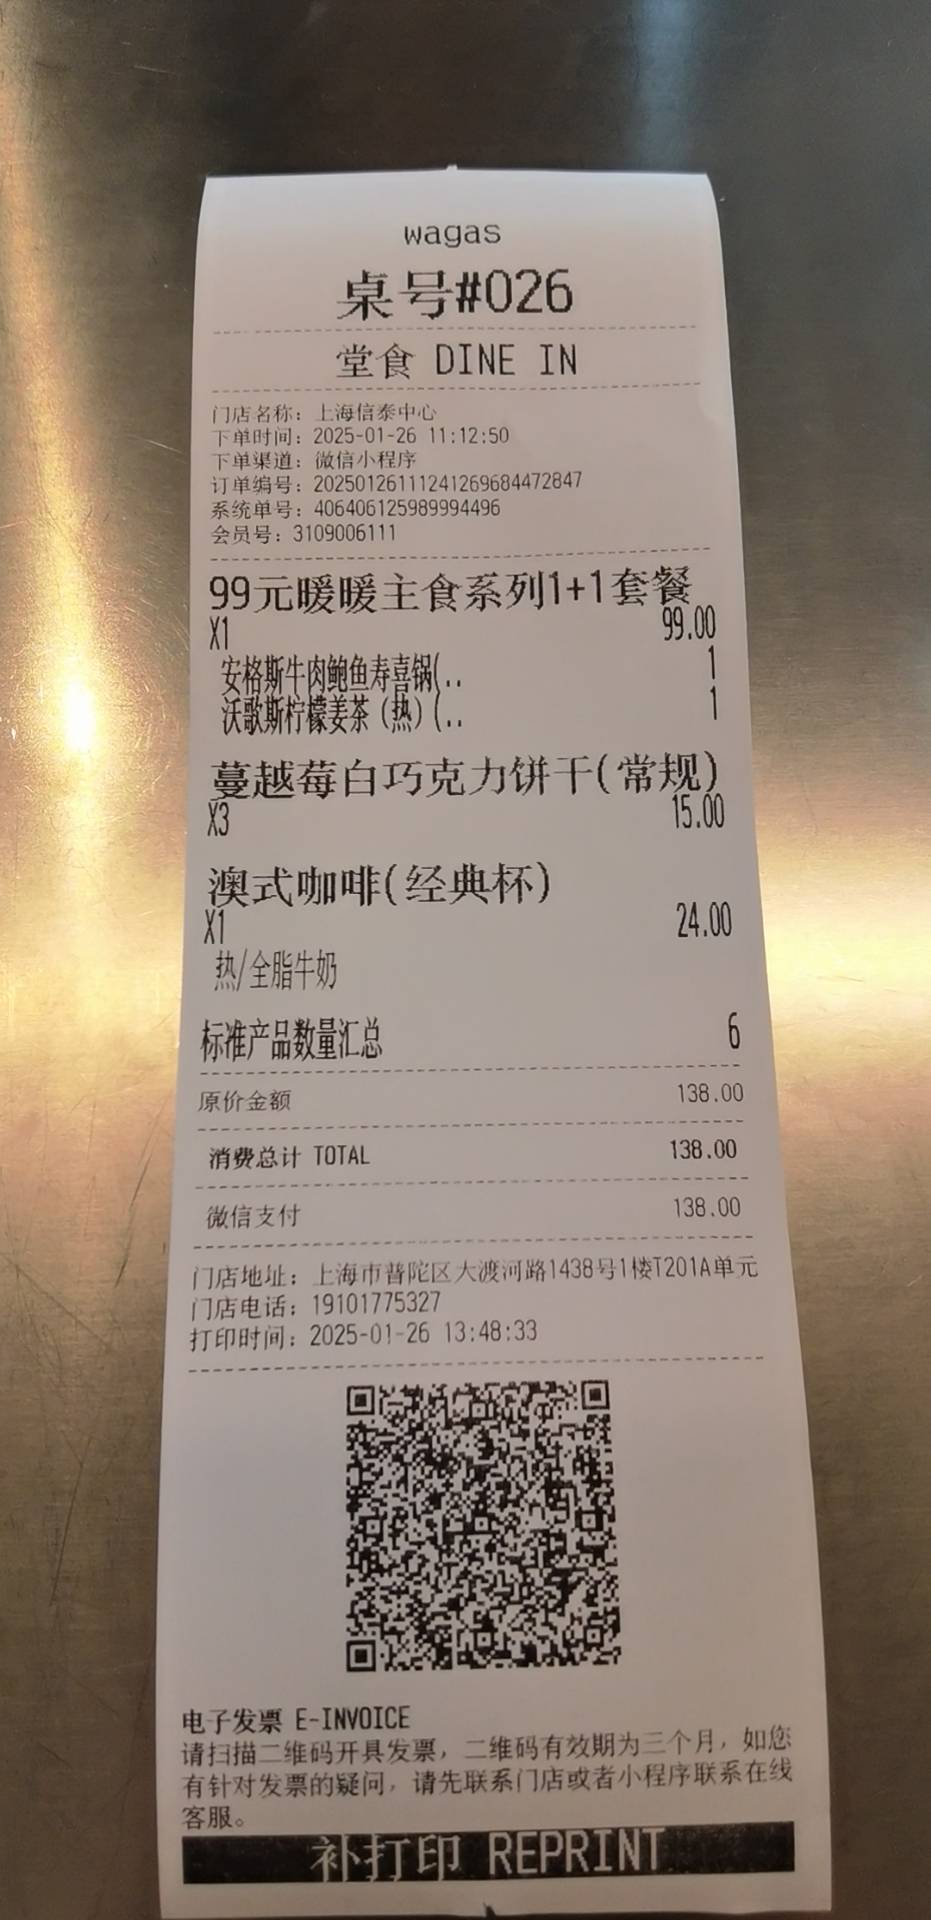 wagas
桌号#026
堂食 DINE IN
门店名称：上海信泰中心
下单时间：2025-01-26 11:12:50
下单渠道：微信小程序
订单编号：20250126111241269684472847
系统单号：406406125989994496
会员号：3109006111
99元暖暖主食系列1+1套餐
X1 99.00
安格斯牛肉鲍鱼寿喜锅(.. 1
沃歌斯柠檬姜茶（热）(.. 1
蔓越莓白巧克力饼干(常规)
X3 15.00
澳式咖啡(经典杯)
X1 24.00
热/全脂牛奶
标准产品数量汇总 6
原价金额 138.00
消费总计 TOTAL 138.00
微信支付 138.00
门店地址：上海市普陀区大渡河路1438号1楼T201A单元
门店电话：19101775327
打印时间：2025-01-26 13:48:33
电子发票 E-INVOICE
请扫描二维码开具发票，二维码有效期为三个月，如您
有针对发票的疑问，请先联系门店或者小程序联系在线
客服。
补打印 REPRINT